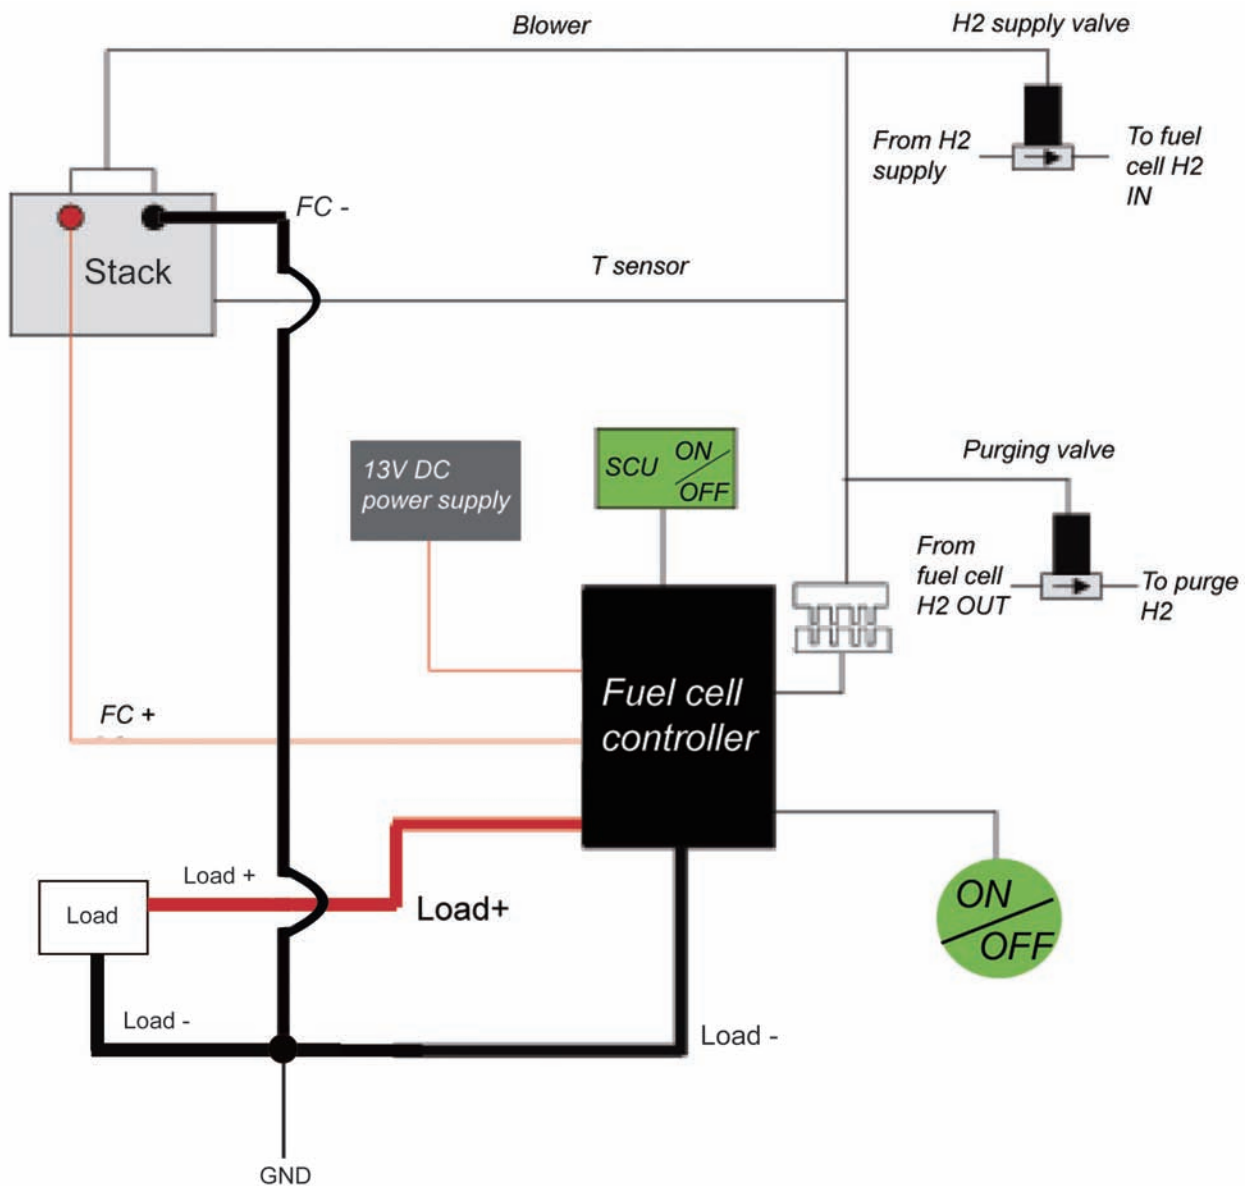 Blower
H2 supply valve
From H2
supply
To fuel
cell H2
IN
FC -
Stack
T sensor
13V DC
power supply
SCU ON
OFF
Purging valve
From
fuel cell
H2 OUT
To purge
H2
Fuel cell
controller
FC +
Load +
Load
Load+
ON
OFF
Load -
Load -
GND